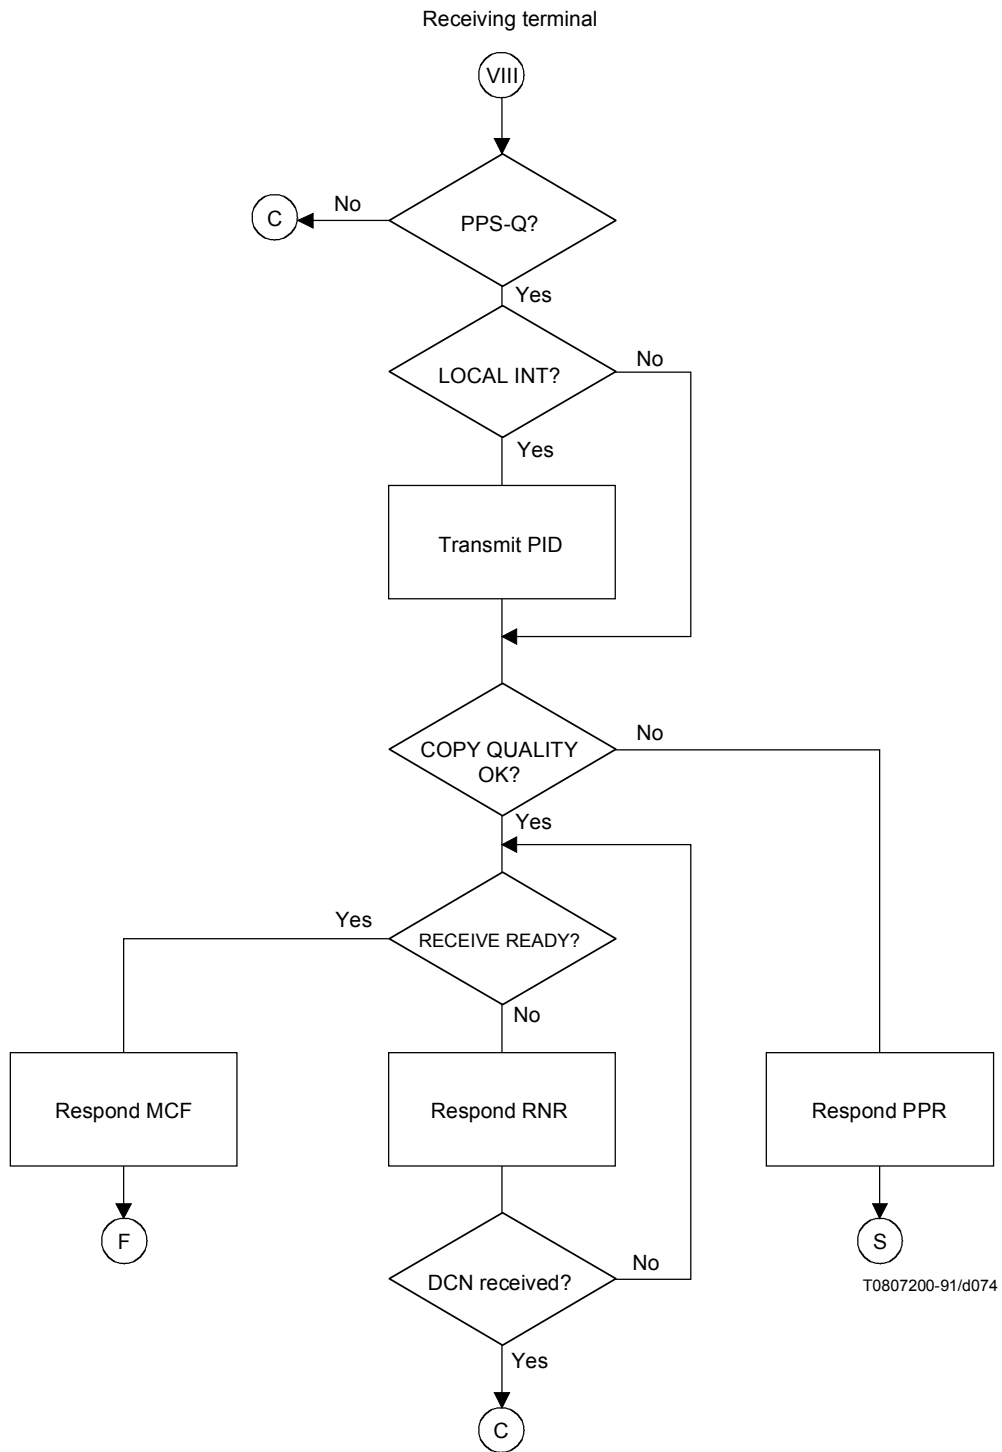 Receiving terminal
VIII
No
C
PPS-Q?
Yes
No
LOCAL INT?
Yes
Transmit PID
No
COPY QUALITY
OK?
Yes
Yes
RECEIVE READY?
No
Respond MCF
Respond RNR
Respond PPR
F
S
No
DCN received?
T0807200-91/d074
Yes
C